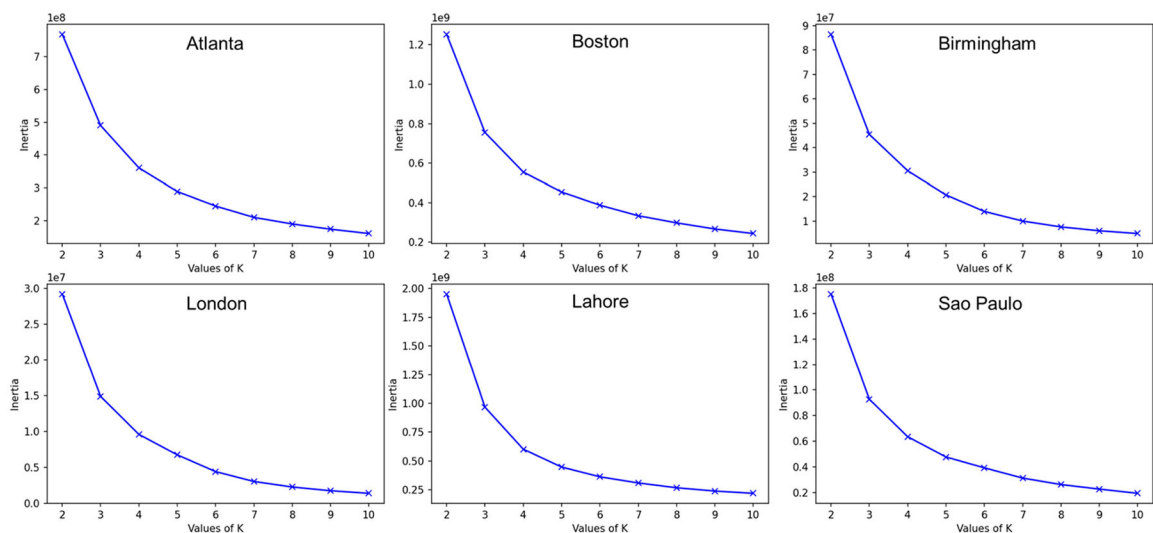 1e8
Atlanta
7
6
5
4
3
2
Inertia
2 3 4 5 6 7 8 9 10
Values of K
1e9
Boston
1.2
1.0
0.8
0.6
0.4
0.2
Inertia
2 3 4 5 6 7 8 9 10
Values of K
1e7
Birmingham
9
8
7
6
5
4
3
2
1
Inertia
2 3 4 5 6 7 8 9 10
Values of K
1e7
London
3.0
2.5
2.0
1.5
1.0
0.5
0.0
Inertia
2 3 4 5 6 7 8 9 10
Values of K
1e9
Lahore
2.00
1.75
1.50
1.25
1.00
0.75
0.50
0.25
Inertia
2 3 4 5 6 7 8 9 10
Values of K
1e8
Sao Paulo
1.8
1.6
1.4
1.2
1.0
0.8
0.6
0.4
0.2
Inertia
2 3 4 5 6 7 8 9 10
Values of K